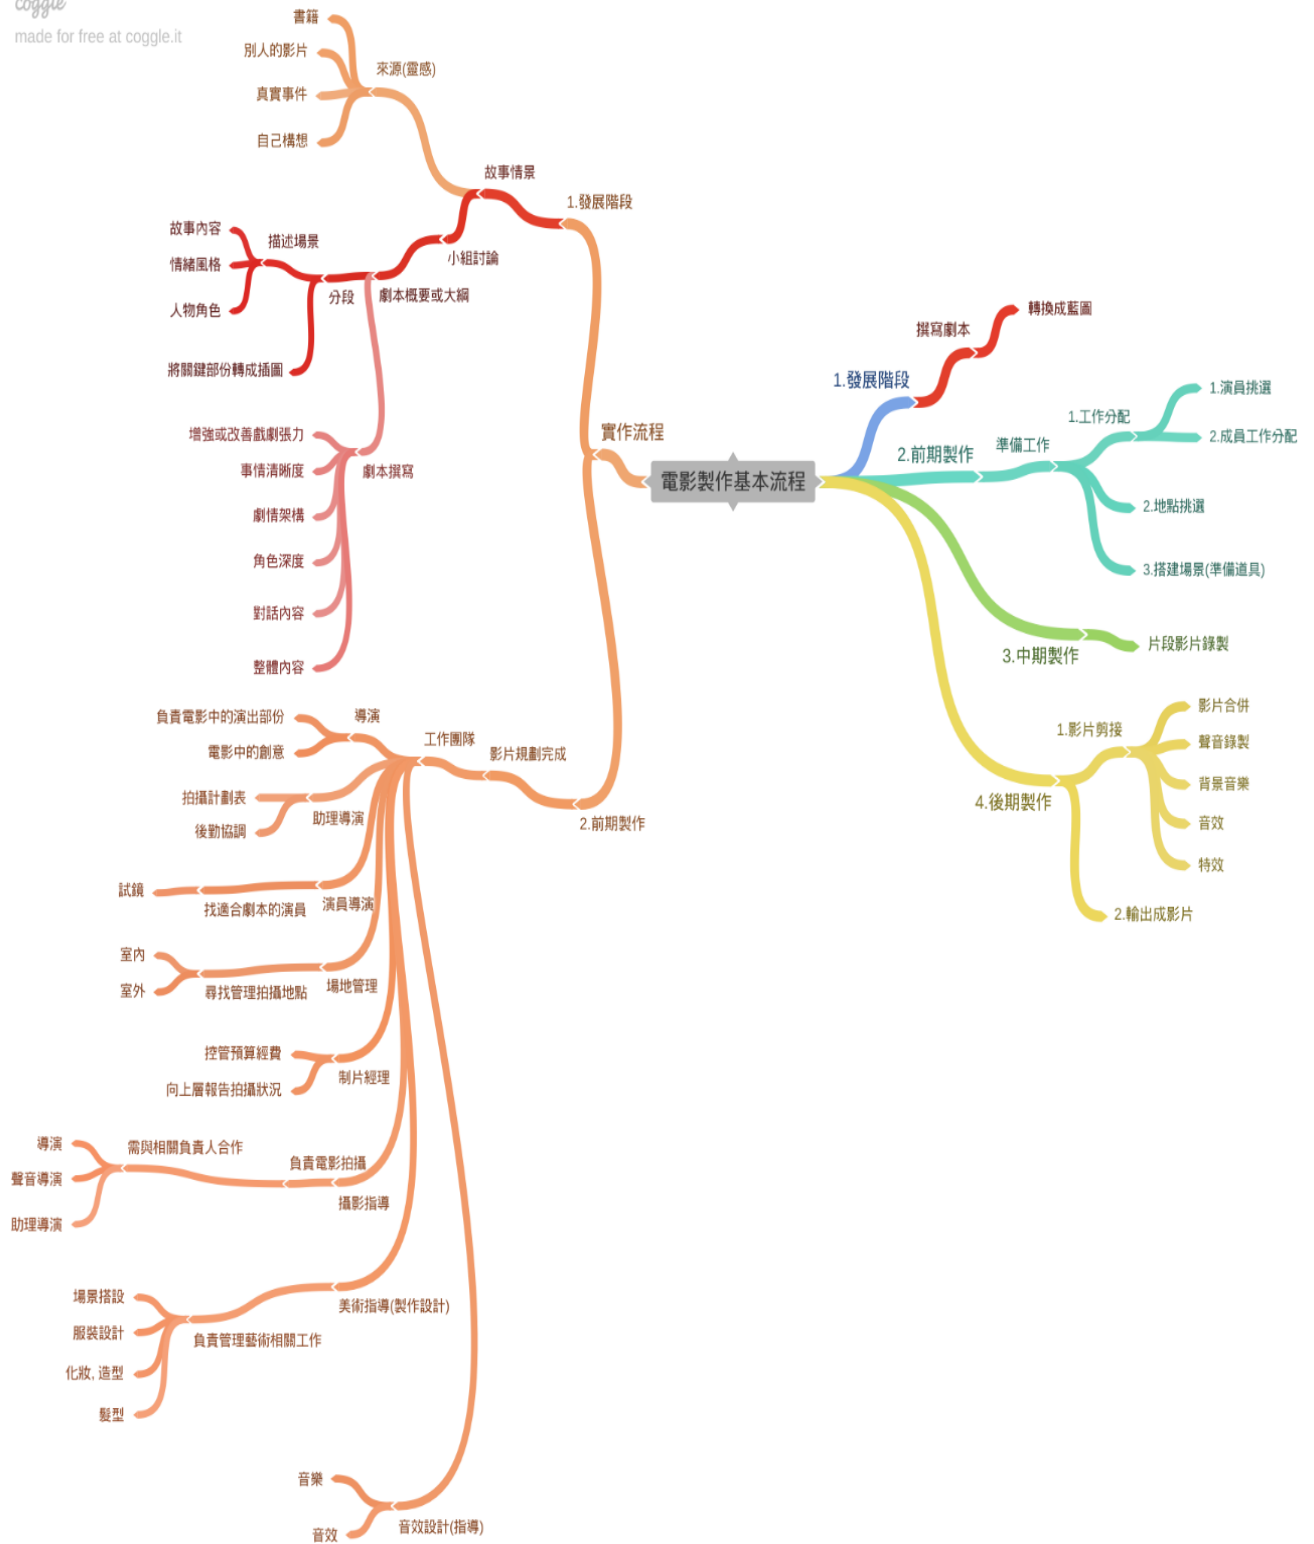 coggle
made for free at coggle.it
書籍
別人的影片
來源(靈感)
真實事件
自己構想
故事情景
1.發展階段
故事內容
描述場景
情緒風格
小組討論
人物角色
分段
劇本概要或大綱
將關鍵部份轉成插圖
增強或改善戲劇張力
事情清晰度
劇本撰寫
劇情架構
角色深度
對話內容
整體內容
實作流程
電影製作基本流程
負責電影中的演出部份
導演
電影中的創意
工作團隊
影片規劃完成
2.前期製作
拍攝計劃表
助理導演
後勤協調
試鏡
找適合劇本的演員
演員導演
室內
室外
尋找管理拍攝地點
場地管理
控管預算經費
制片經理
向上層報告拍攝狀況
導演
需與相關負責人合作
聲音導演
負責電影拍攝
助理導演
攝影指導
場景搭設
美術指導(製作設計)
服裝設計
負責管理藝術相關工作
化妝, 造型
髮型
音樂
音效
音效設計(指導)
轉換成藍圖
撰寫劇本
1.發展階段
1.演員挑選
1.工作分配
2.成員工作分配
準備工作
2.前期製作
2.地點挑選
3.搭建場景(準備道具)
片段影片錄製
3.中期製作
影片合併
1.影片剪接
聲音錄製
背景音樂
4.後期製作
音效
特效
2.輸出成影片